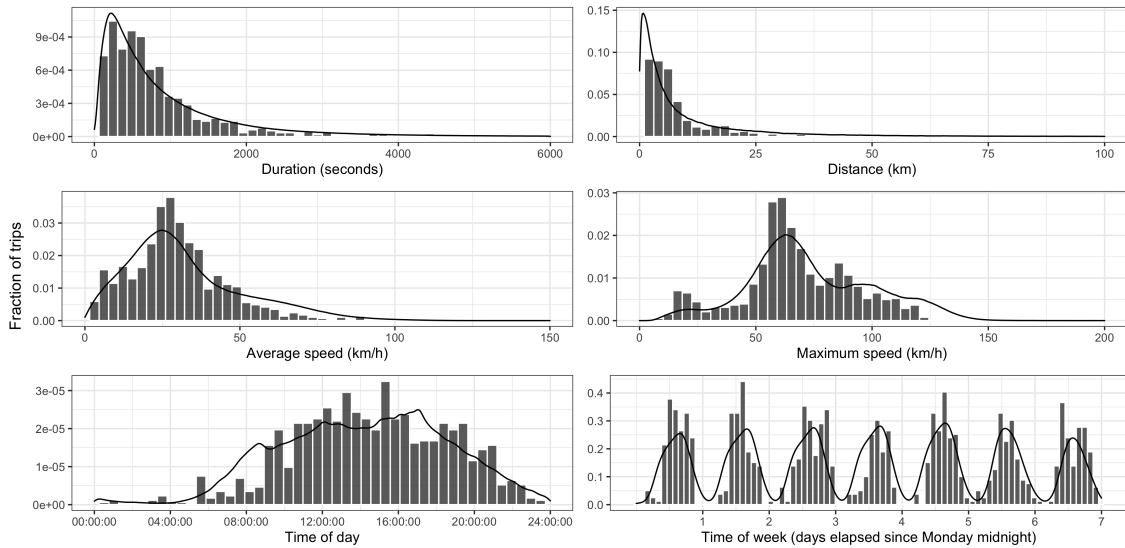 9e-04
6e-04
3e-04
0e+00
0 2000 4000 6000
Duration (seconds)
0.15
0.10
0.05
0.00
0 25 50 75 100
Distance (km)
Fraction of trips
0.03
0.02
0.01
0.00
0 50 100 150
Average speed (km/h)
0.03
0.02
0.01
0.00
0 50 100 150 200
Maximum speed (km/h)
3e-05
2e-05
1e-05
0e+00
00:00:00 04:00:00 08:00:00 12:00:00 16:00:00 20:00:00 24:00:00
Time of day
0.4
0.3
0.2
0.1
0.0
1 2 3 4 5 6 7
Time of week (days elapsed since Monday midnight)